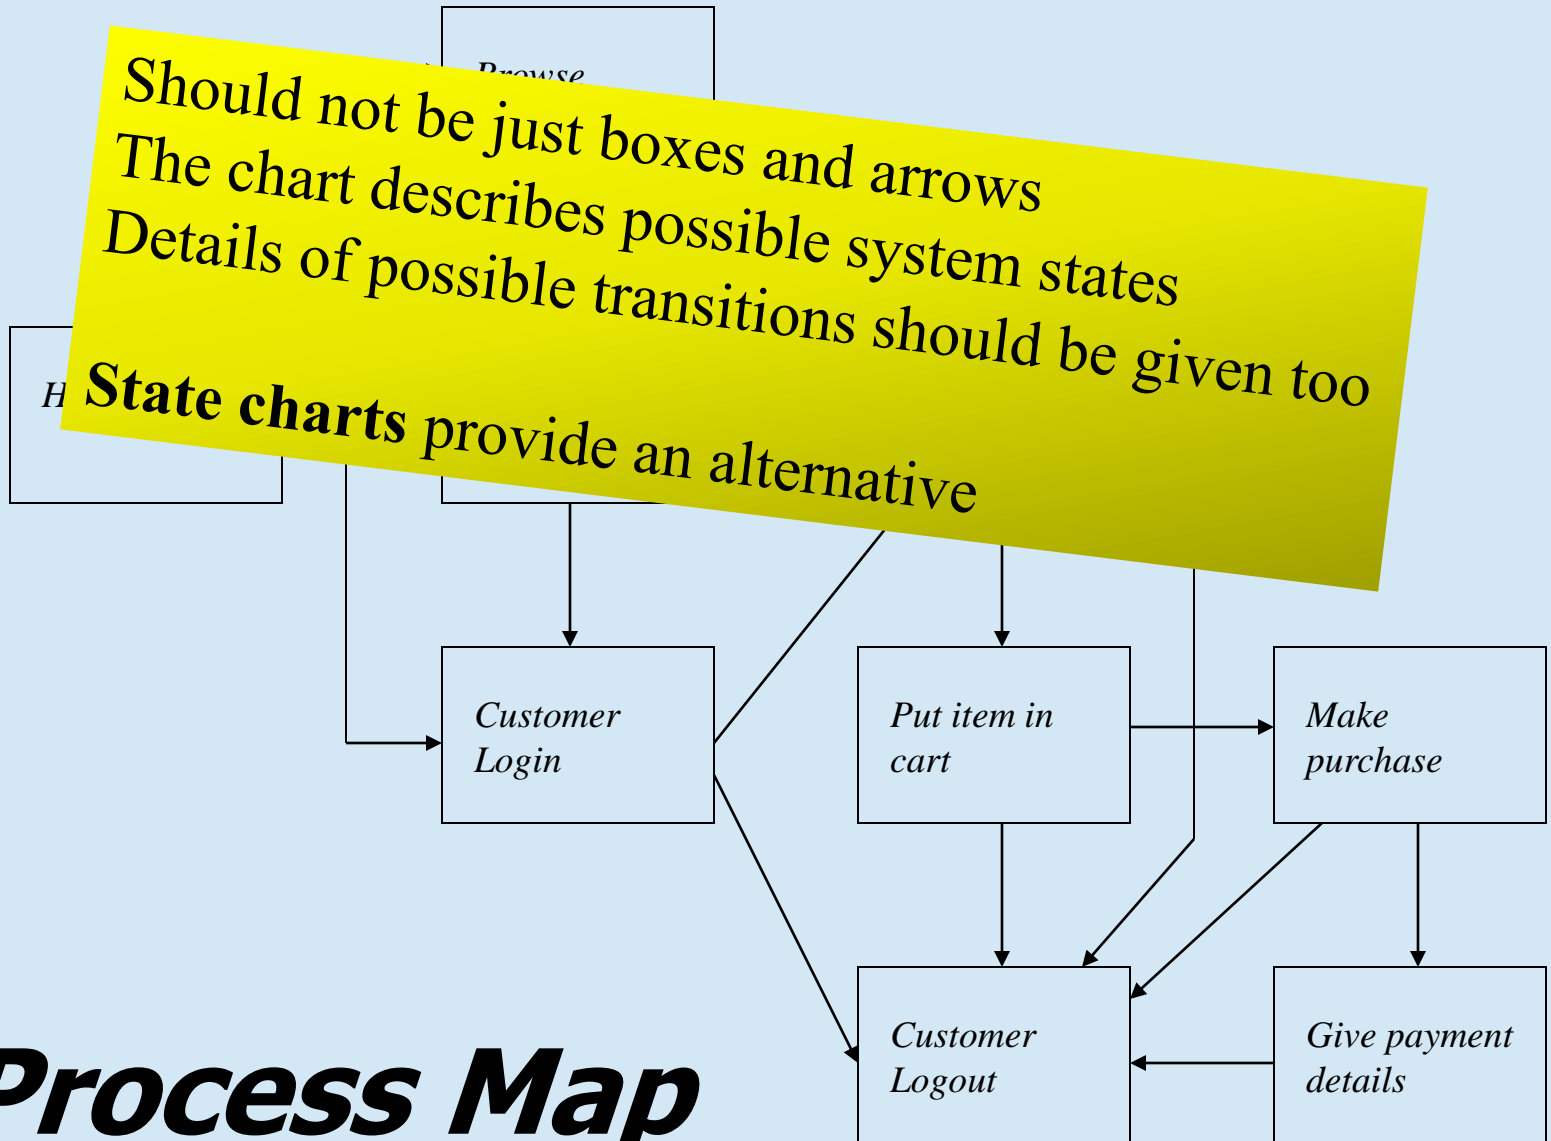 Browse
Should not be just boxes and arrows
The chart describes possible system states
Details of possible transitions should be given too
State charts provide an alternative
Customer
Login
Put item in
cart
Make
purchase
Customer
Logout
Give payment
details
Process Map